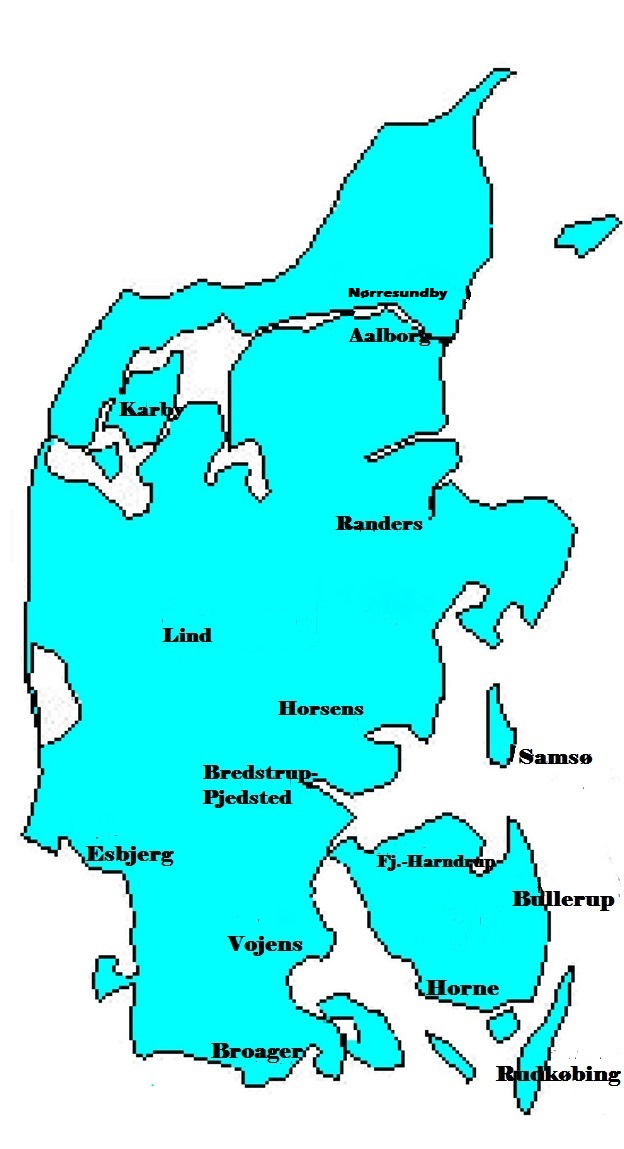 Nørresundby
Aalborg
Karby
Randers
Lind
Horsens
Samsø
Bredstrup-
Pjedsted
Esbjerg
Fj.-Harndrup
Bullerup
Vojens
Horne
Broager
Rudkøbing